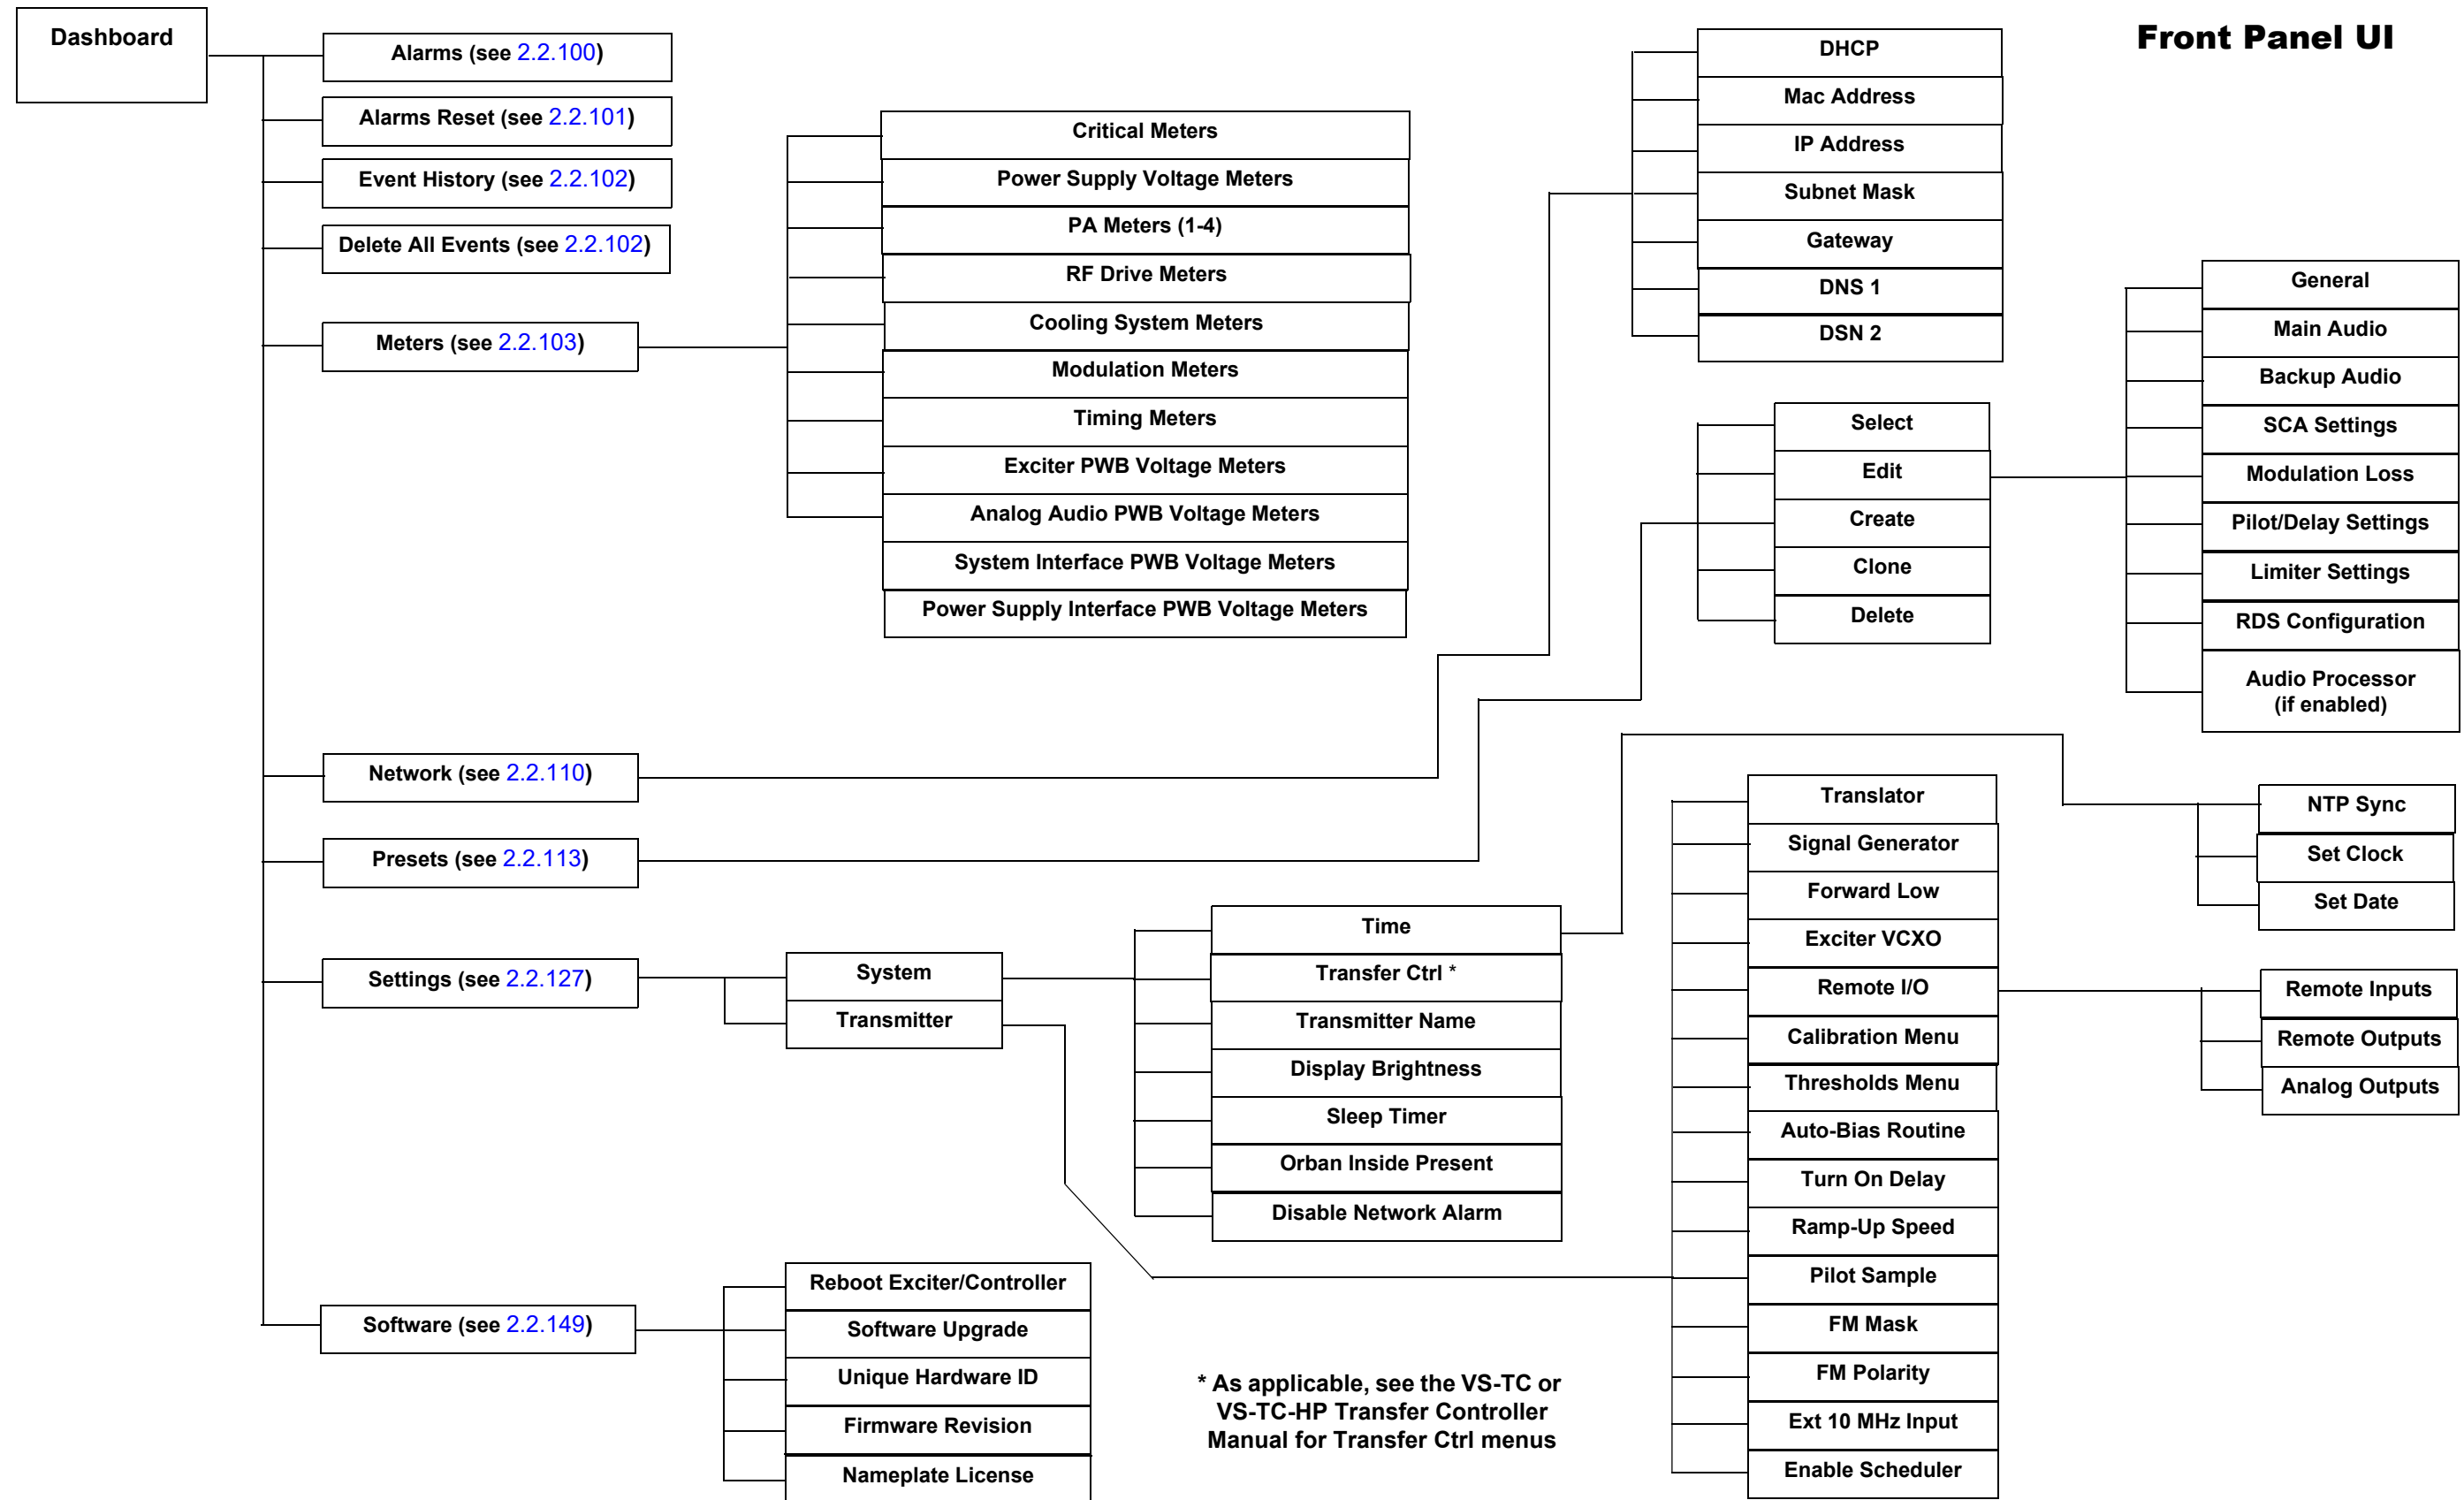 Front Panel UI
Dashboard
Alarms (see 2.2.100)
Alarms Reset (see 2.2.101)
Event History (see 2.2.102)
Delete All Events (see 2.2.102)
Meters (see 2.2.103)
Critical Meters
Power Supply Voltage Meters
PA Meters (1-4)
RF Drive Meters
Cooling System Meters
Modulation Meters
Timing Meters
Exciter PWB Voltage Meters
Analog Audio PWB Voltage Meters
System Interface PWB Voltage Meters
Power Supply Interface PWB Voltage Meters
Network (see 2.2.110)
DHCP
Mac Address
IP Address
Subnet Mask
Gateway
DNS 1
DSN 2
Presets (see 2.2.113)
Select
Edit
Create
Clone
Delete
General
Main Audio
Backup Audio
SCA Settings
Modulation Loss
Pilot/Delay Settings
Limiter Settings
RDS Configuration
Audio Processor
(if enabled)
Settings (see 2.2.127)
System
Transmitter
Time
Transfer Ctrl *
Transmitter Name
Display Brightness
Sleep Timer
Orban Inside Present
Disable Network Alarm
NTP Sync
Set Clock
Set Date
Translator
Signal Generator
Forward Low
Exciter VCXO
Remote I/O
Calibration Menu
Thresholds Menu
Auto-Bias Routine
Turn On Delay
Ramp-Up Speed
Pilot Sample
FM Mask
FM Polarity
Ext 10 MHz Input
Enable Scheduler
Remote Inputs
Remote Outputs
Analog Outputs
Software (see 2.2.149)
Reboot Exciter/Controller
Software Upgrade
Unique Hardware ID
Firmware Revision
Nameplate License
* As applicable, see the VS-TC or
VS-TC-HP Transfer Controller
Manual for Transfer Ctrl menus